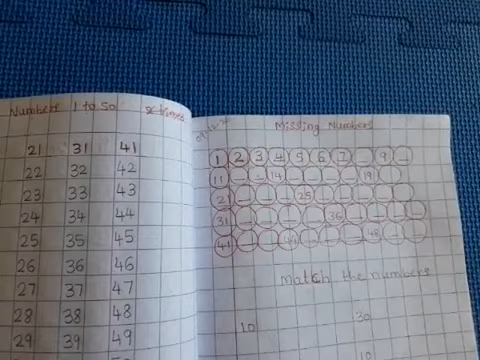 Numbers 1 to 50
21 31 41
22 32 42
23 33 43
24 34 44
25 35 45
26 36 46
27 37 47
28 38 48
29 39 49
Missing Numbers
1 2 3 4 5 6 7 _ 9 _
11 _ _ 14 _ _ _ _ 19 _
21 _ _ _ 25 _ _ _ _ _
31 _ _ _ _ 36 _ _ _ _
41 _ _ 44 _ _ _ 48 _ _
Match the numbers
10 30
10